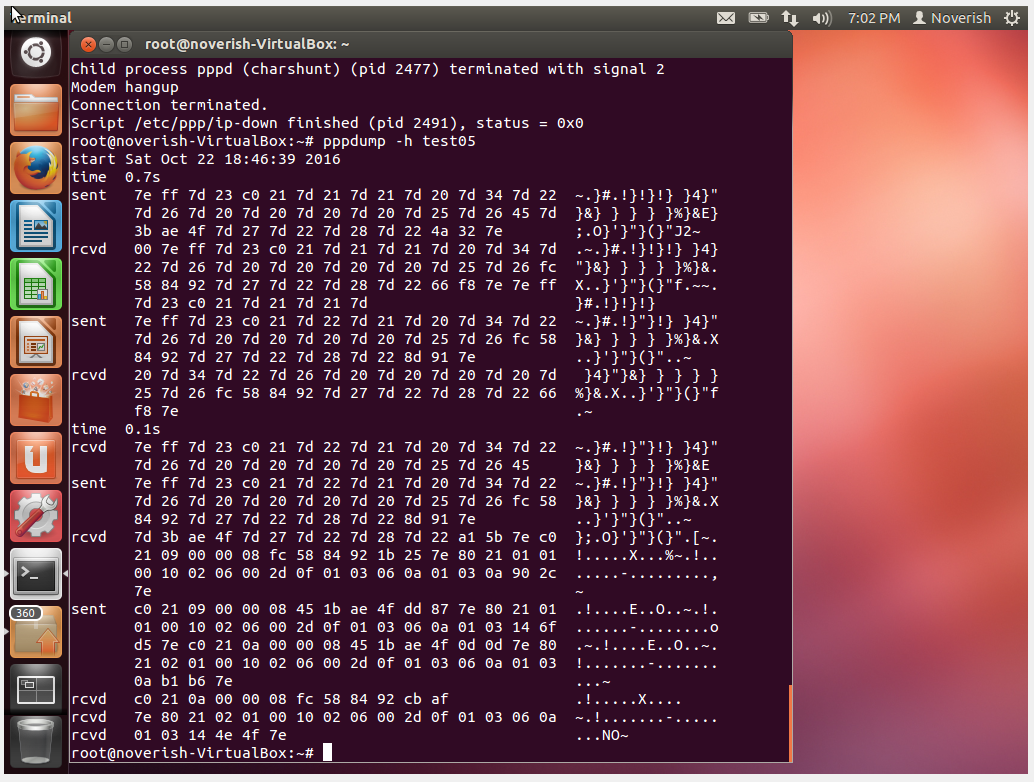 Terminal
7:02 PM
Noverish
root@noverish-VirtualBox: ~
Child process pppd (charshunt) (pid 2477) terminated with signal 2
Modem hangup
Connection terminated.
Script /etc/ppp/ip-down finished (pid 2491), status = 0x0
root@noverish-VirtualBox:~# pppdump -h test05
start Sat Oct 22 18:46:39 2016
time  0.7s
sent   7e ff 7d 23 c0 21 7d 21 7d 21 7d 20 7d 34 7d 22  ~.}#.!}!}!} }4}"
       7d 26 7d 20 7d 20 7d 20 7d 20 7d 25 7d 26 45 7d  }&} } } } }%}&E}
       3b ae 4f 7d 27 7d 22 7d 28 7d 22 4a 32 7e        ;.O}'}"}(}"J2~
rcvd   00 7e ff 7d 23 c0 21 7d 21 7d 21 7d 20 7d 34 7d  .~.}#.!}!}!} }4}
       22 7d 26 7d 20 7d 20 7d 20 7d 20 7d 25 7d 26 fc  "}&} } } } }%}&.
       58 84 92 7d 27 7d 22 7d 28 7d 22 66 f8 7e 7e ff  X..}'}"}(}"f.~~.
       7d 23 c0 21 7d 21 7d 21 7d                       }#.!}!}!}
sent   7e ff 7d 23 c0 21 7d 22 7d 21 7d 20 7d 34 7d 22  ~.}#.!}"}!} }4}"
       7d 26 7d 20 7d 20 7d 20 7d 20 7d 25 7d 26 fc 58  }&} } } } }%}&.X
       84 92 7d 27 7d 22 7d 28 7d 22 8d 91 7e           ..}'}"}(}"..~
rcvd   20 7d 34 7d 22 7d 26 7d 20 7d 20 7d 20 7d 20 7d   }4}"}&} } } } }
       25 7d 26 fc 58 84 92 7d 27 7d 22 7d 28 7d 22 66  %}&.X..}'}"}(}"f
       f8 7e                                            .~
time  0.1s
rcvd   7e ff 7d 23 c0 21 7d 22 7d 21 7d 20 7d 34 7d 22  ~.}#.!}"}!} }4}"
       7d 26 7d 20 7d 20 7d 20 7d 20 7d 25 7d 26 45     }&} } } } }%}&E
sent   7e ff 7d 23 c0 21 7d 22 7d 21 7d 20 7d 34 7d 22  ~.}#.!}"}!} }4}"
       7d 26 7d 20 7d 20 7d 20 7d 20 7d 25 7d 26 fc 58  }&} } } } }%}&.X
       84 92 7d 27 7d 22 7d 28 7d 22 8d 91 7e           ..}'}"}(}"..~
rcvd   7d 3b ae 4f 7d 27 7d 22 7d 28 7d 22 a1 5b 7e c0  };.O}'}"}(}".[~.
       21 09 00 00 08 fc 58 84 92 1b 25 7e 80 21 01 01  !.....X...%~.!..
       00 10 02 06 00 2d 0f 01 03 06 0a 01 03 0a 90 2c  .....-.........,
       7e                                               ~
sent   c0 21 09 00 00 08 45 1b ae 4f dd 87 7e 80 21 01  .!....E..O..~.!.
       01 00 10 02 06 00 2d 0f 01 03 06 0a 01 03 14 6f  ......-........o
       d5 7e c0 21 0a 00 00 08 45 1b ae 4f 0d 0d 7e 80  .~.!....E..O..~.
       21 02 01 00 10 02 06 00 2d 0f 01 03 06 0a 01 03  !.......-.......
       0a b1 b6 7e                                      ...~
rcvd   c0 21 0a 00 00 08 fc 58 84 92 cb af              .!.....X....
rcvd   7e 80 21 02 01 00 10 02 06 00 2d 0f 01 03 06 0a  ~.!.......-.....
rcvd   01 03 14 4e 4f 7e                                ...NO~
root@noverish-VirtualBox:~#
360